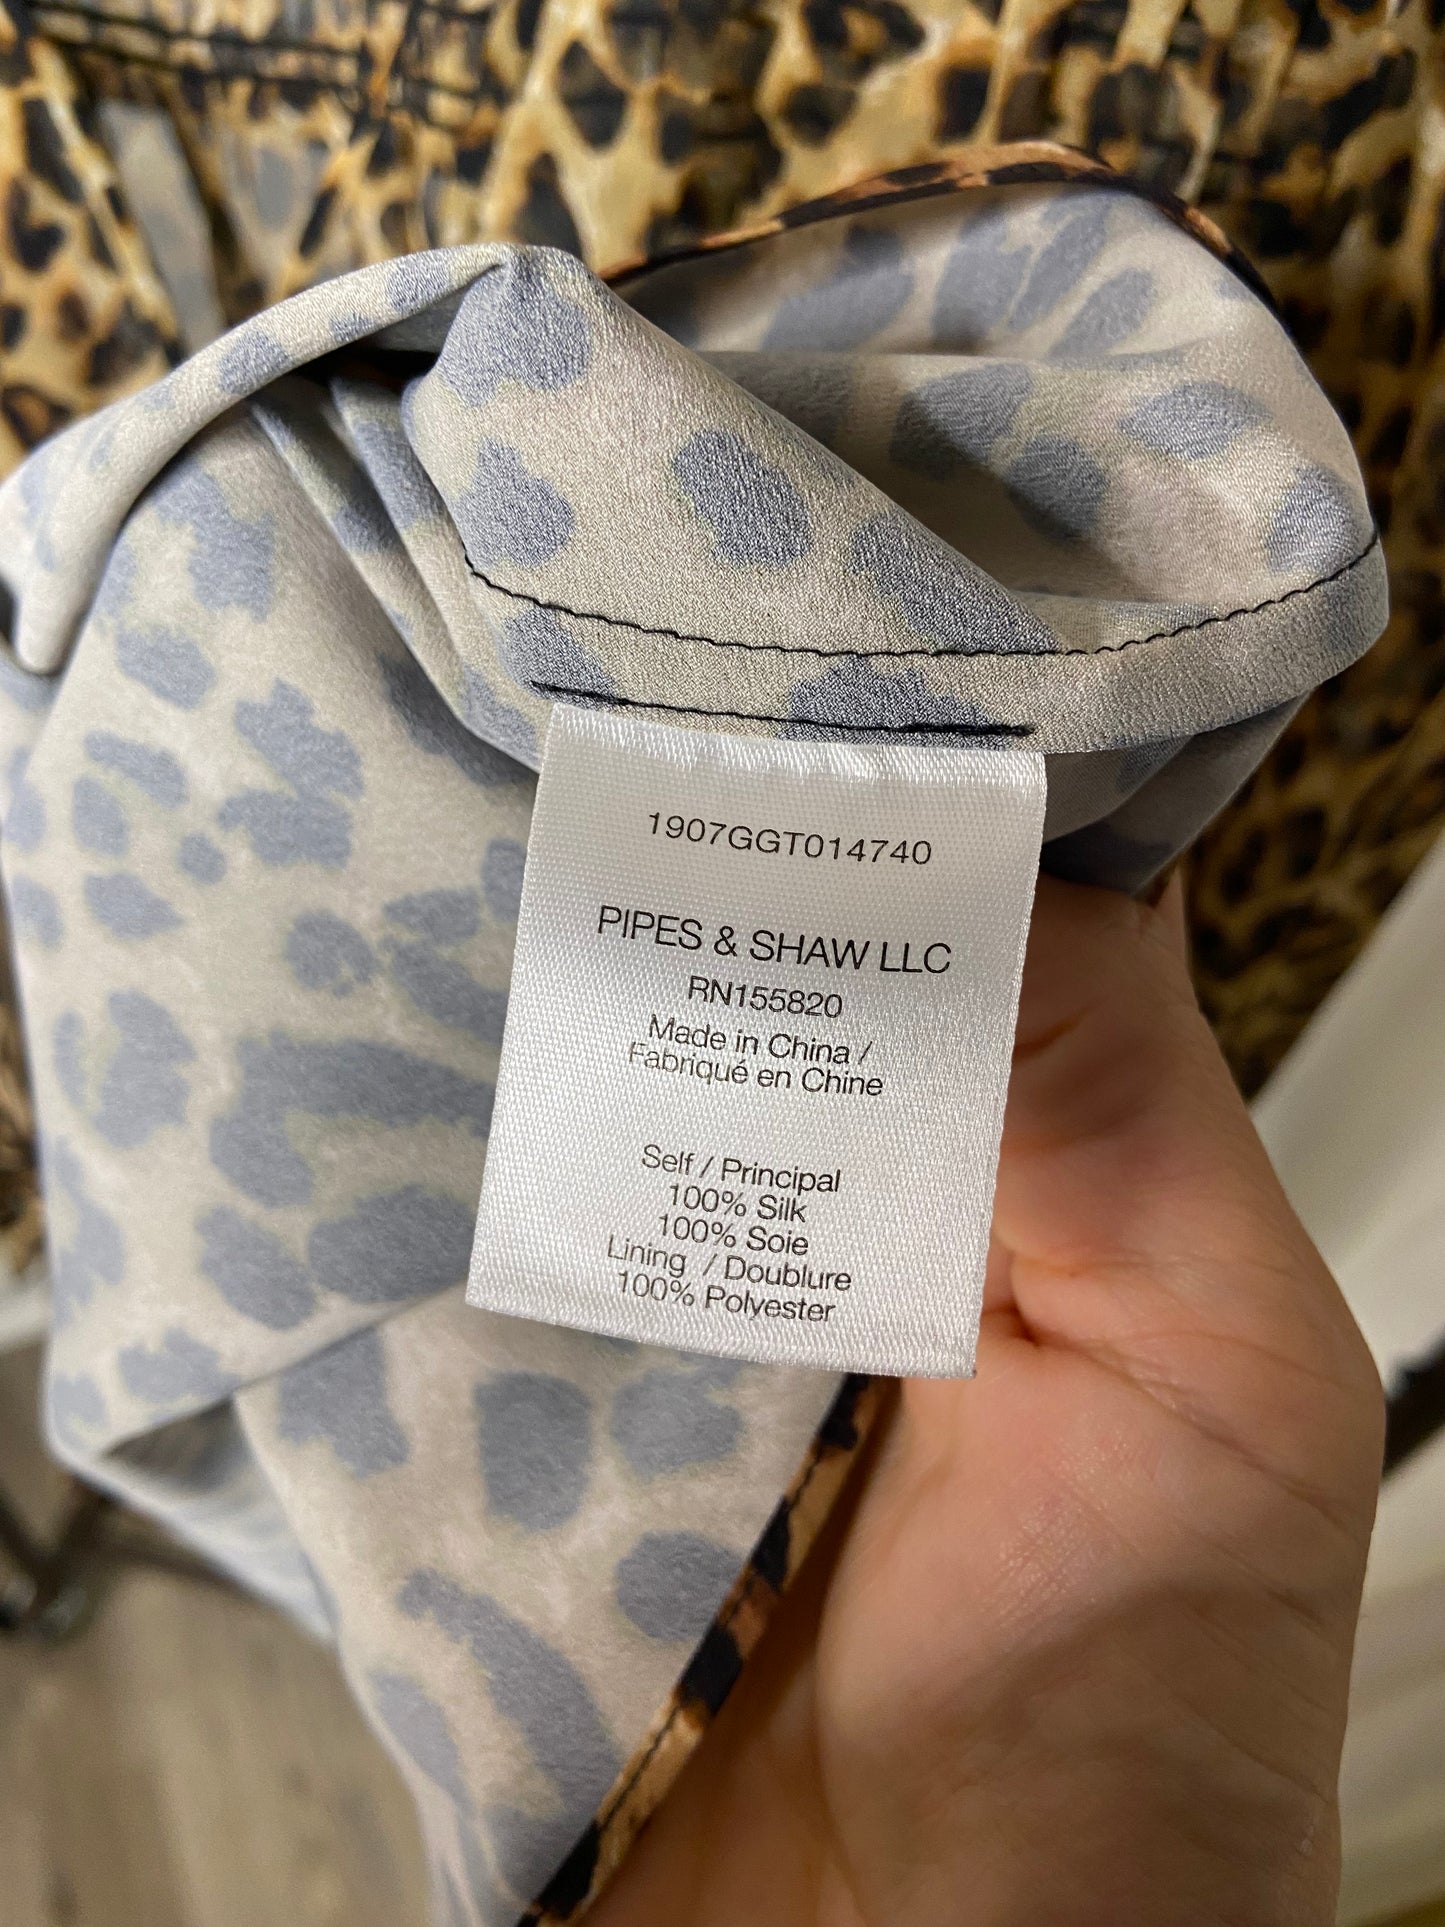 1907GGT014740
PIPES & SHAW LLC
RN155820
Made in China /
Fabriqué en Chine
Self / Principal
100% Silk
100% Soie
Lining / Doublure
100% Polyester